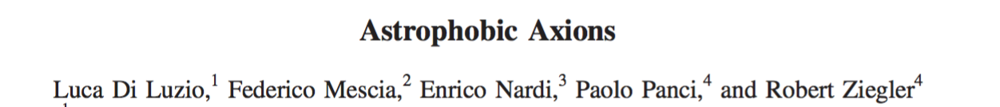 Astrophobic Axions
Luca Di Luzio,¹ Federico Mescia,² Enrico Nardi,³ Paolo Panci,⁴ and Robert Ziegler⁴